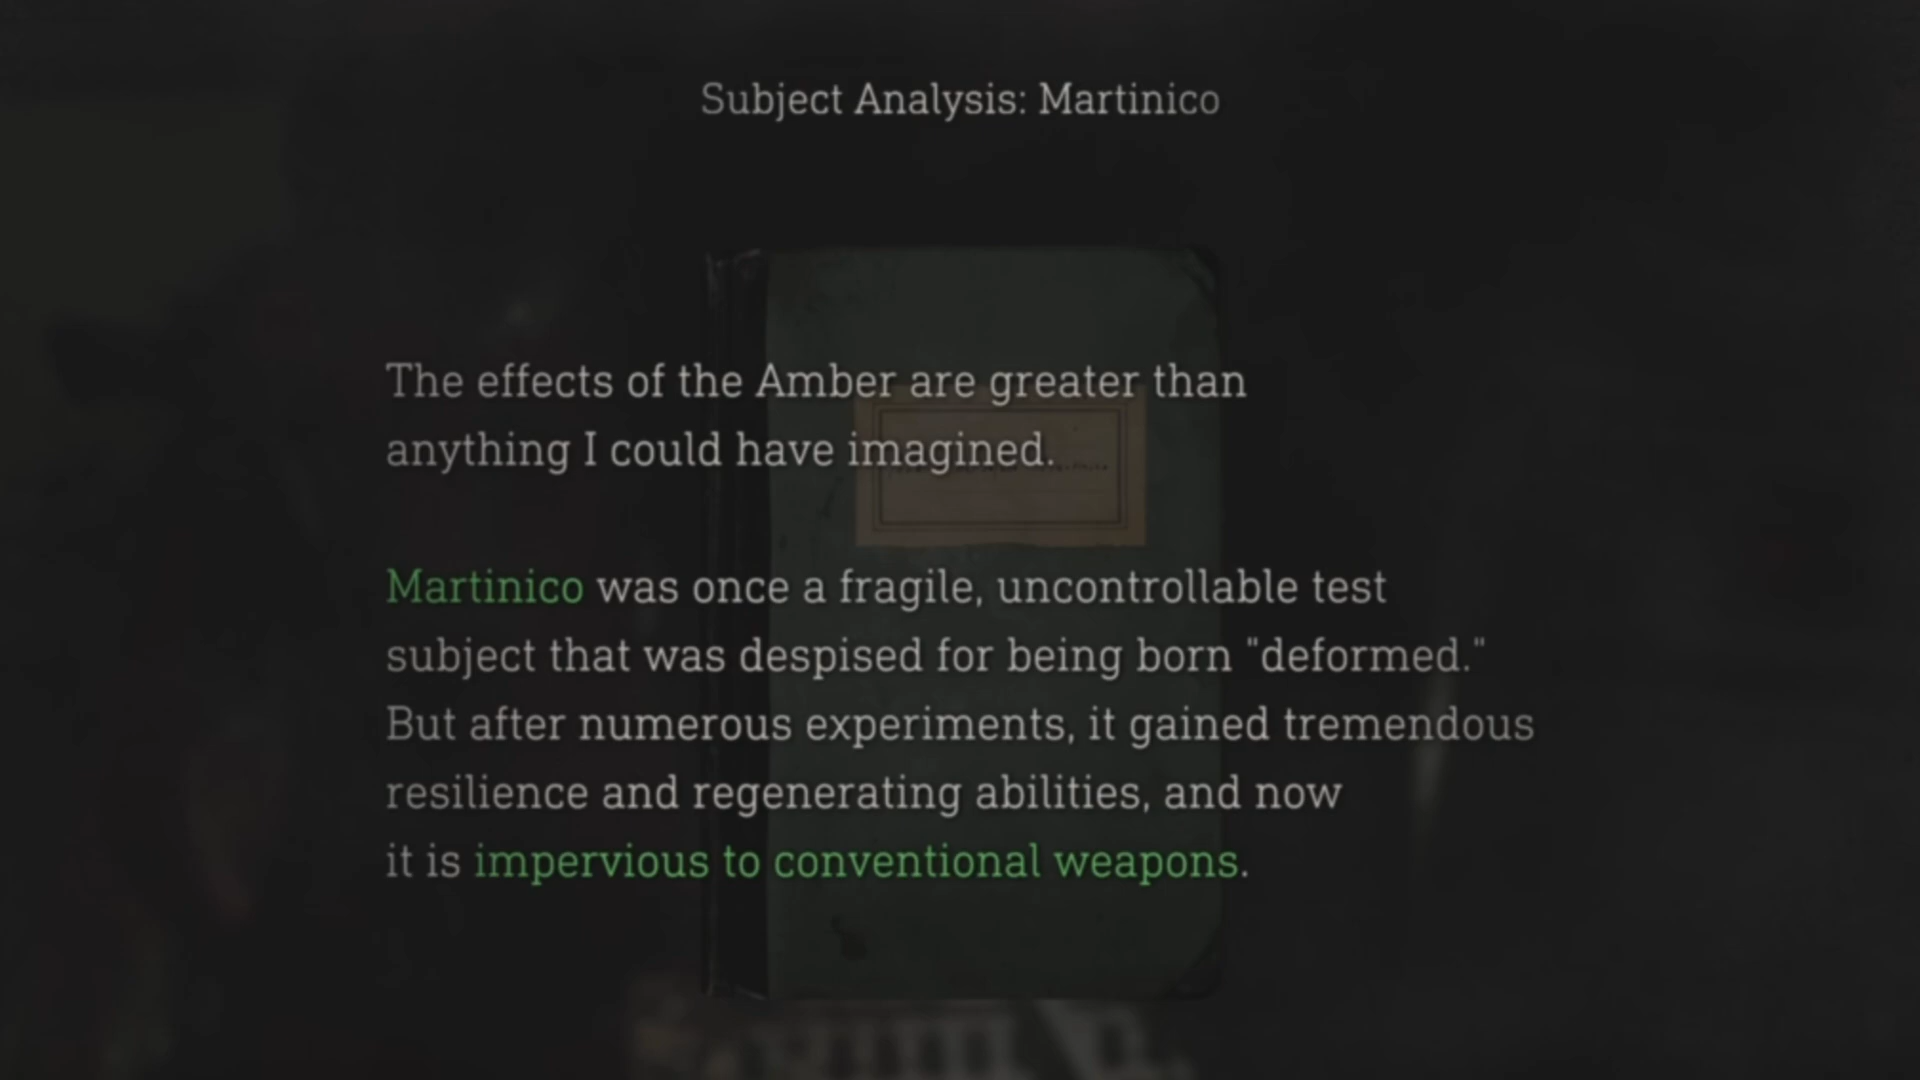 Subject Analysis: Martinico
The effects of the Amber are greater than
anything I could have imagined.
Martinico was once a fragile, uncontrollable test
subject that was despised for being born "deformed."
But after numerous experiments, it gained tremendous
resilience and regenerating abilities, and now
it is impervious to conventional weapons.